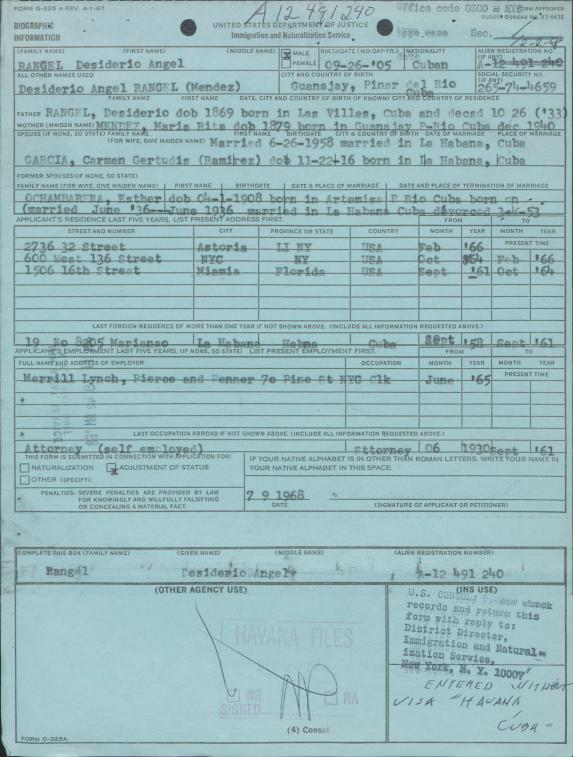 FORM G-325 A REV. 4-1-67
A 12 491 240
Office code 0300 B NYC
FORM APPROVED
BUDGET BUREAU NO.
BIOGRAPHIC INFORMATION
UNITED STATES DEPARTMENT OF JUSTICE
Immigration and Naturalization Service
Type.case
Sec.
(FAMILY NAME) (FIRST NAME) (MIDDLE NAME) MALE FEMALE BIRTHDATE (MO-DAY-YR.) NATIONALITY ALIEN REGISTRATION NO. (IF ANY)
RANGEL Desiderio Angel 09-26-'05 Cuban A-12 491 240
ALL OTHER NAMES USED CITY AND COUNTRY OF BIRTH SOCIAL SECURITY NO. (IF ANY)
Desiderio Angel RANGEL (Mendez) Guanajay, Pinar del Rio Cuba 265-74-4659
FAMILY NAME FIRST NAME DATE, CITY AND COUNTRY OF BIRTH (IF KNOWN) CITY AND COUNTRY OF RESIDENCE
FATHER RANGEL, Desiderio dob 1869 born in Las Villas, Cuba and decsd 10 26 ('33)
MOTHER (MAIDEN NAME) MENDEZ, Maria Rita dob 1879 born in Guanajay P-Rio Cuba dec 1940
SPOUSE (IF NONE, SO STATE) FAMILY NAME FIRST NAME BIRTHDATE CITY & COUNTRY OF BIRTH DATE OF MARRIAGE PLACE OF MARRIAGE
(FOR WIFE, GIVE MAIDEN NAME) Married 6-26-1958 married in La Habana, Cuba
GARCIA, Carmen Gertudis (Ramirez) dob 11-22-16 born in La Habana, Cuba
FORMER SPOUSES (IF NONE, SO STATE)
FAMILY NAME (FOR WIFE, GIVE MAIDEN NAME) FIRST NAME BIRTHDATE DATE & PLACE OF MARRIAGE DATE AND PLACE OF TERMINATION OF MARRIAGE
OCHAMBARENA, Esther dob 04-1-1908 born in Artemisa P Rio Cuba born on
(married June '36--June 1936 married in La Habana Cuba divorced 3-4-53
APPLICANT'S RESIDENCE LAST FIVE YEARS. LIST PRESENT ADDRESS FIRST. FROM TO
STREET AND NUMBER CITY PROVINCE OR STATE COUNTRY MONTH YEAR MONTH YEAR
2736 32 Street Astoria LI NY USA Feb '66 PRESENT TIME
600 West 136 Street NYC NY USA Oct '64 Feb '66
1506 16th Street Miamia Florida USA Sept '61 Oct '64
LAST FOREIGN RESIDENCE OF MORE THAN ONE YEAR IF NOT SHOWN ABOVE. (INCLUDE ALL INFORMATION REQUESTED ABOVE.)
19 No 8205 Marianao La Habana Habna Cuba Sept '58 Sept '61
APPLICANT'S EMPLOYMENT LAST FIVE YEARS. (IF NONE, SO STATE) LIST PRESENT EMPLOYMENT FIRST. FROM TO
FULL NAME AND ADDRESS OF EMPLOYER OCCUPATION MONTH YEAR MONTH YEAR
Merrill Lynch, Pierce and Fenner 70 Pine St NYC Clk June '65 PRESENT TIME
LAST OCCUPATION ABROAD IF NOT SHOWN ABOVE. (INCLUDE ALL INFORMATION REQUESTED ABOVE.)
Attorney (self employed) attorney 06 1930 Sept '61
THIS FORM IS SUBMITTED IN CONNECTION WITH APPLICATION FOR:
NATURALIZATION ADJUSTMENT OF STATUS
OTHER (SPECIFY):
IF YOUR NATIVE ALPHABET IS IN OTHER THAN ROMAN LETTERS, WRITE YOUR NAME IN YOUR NATIVE ALPHABET IN THIS SPACE:
PENALTIES: SEVERE PENALTIES ARE PROVIDED BY LAW
FOR KNOWINGLY AND WILLFULLY FALSIFYING
OR CONCEALING A MATERIAL FACT.
7 9 1968
DATE
(SIGNATURE OF APPLICANT OR PETITIONER)
COMPLETE THIS BOX (FAMILY NAME) (GIVEN NAME) (MIDDLE NAME) (ALIEN REGISTRATION NUMBER)
Rangel Desiderio Angel A-12 491 240
(OTHER AGENCY USE)
(INS USE)
HAVANA FILES
NR NA
SIGNED
(4) Consul
U.S. CONSUL: Please check
records and return this
form with reply to:
District Director,
Immigration and Natural-
ization Service,
New York, N. Y. 10007
ENTERED WITHOUT
VISA "HAVANA
CUBA"
FORM G-325A